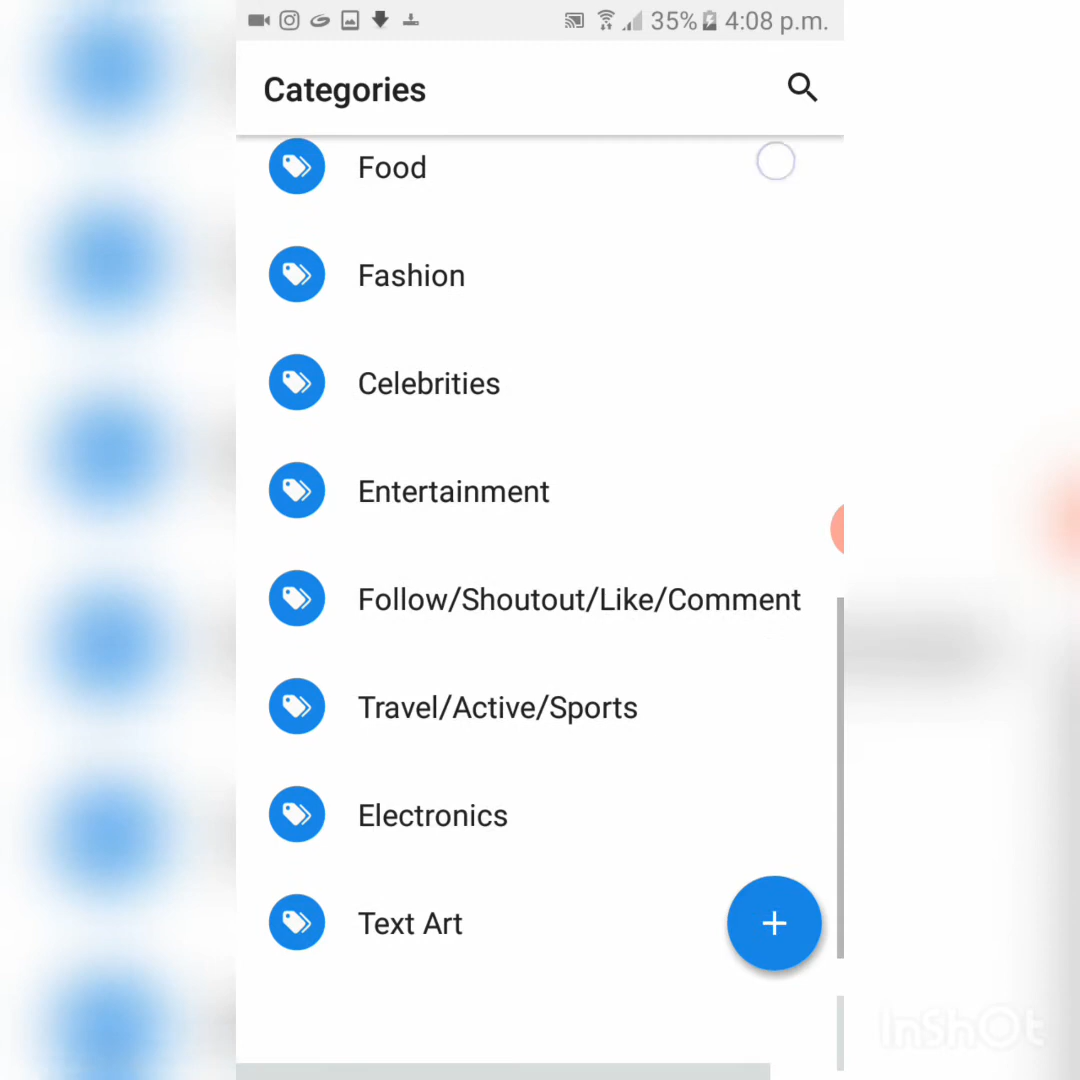 35% 4:08 p.m.
Categories
Food
Fashion
Celebrities
Entertainment
Follow/Shoutout/Like/Comment
Travel/Active/Sports
Electronics
Text Art
InShOt